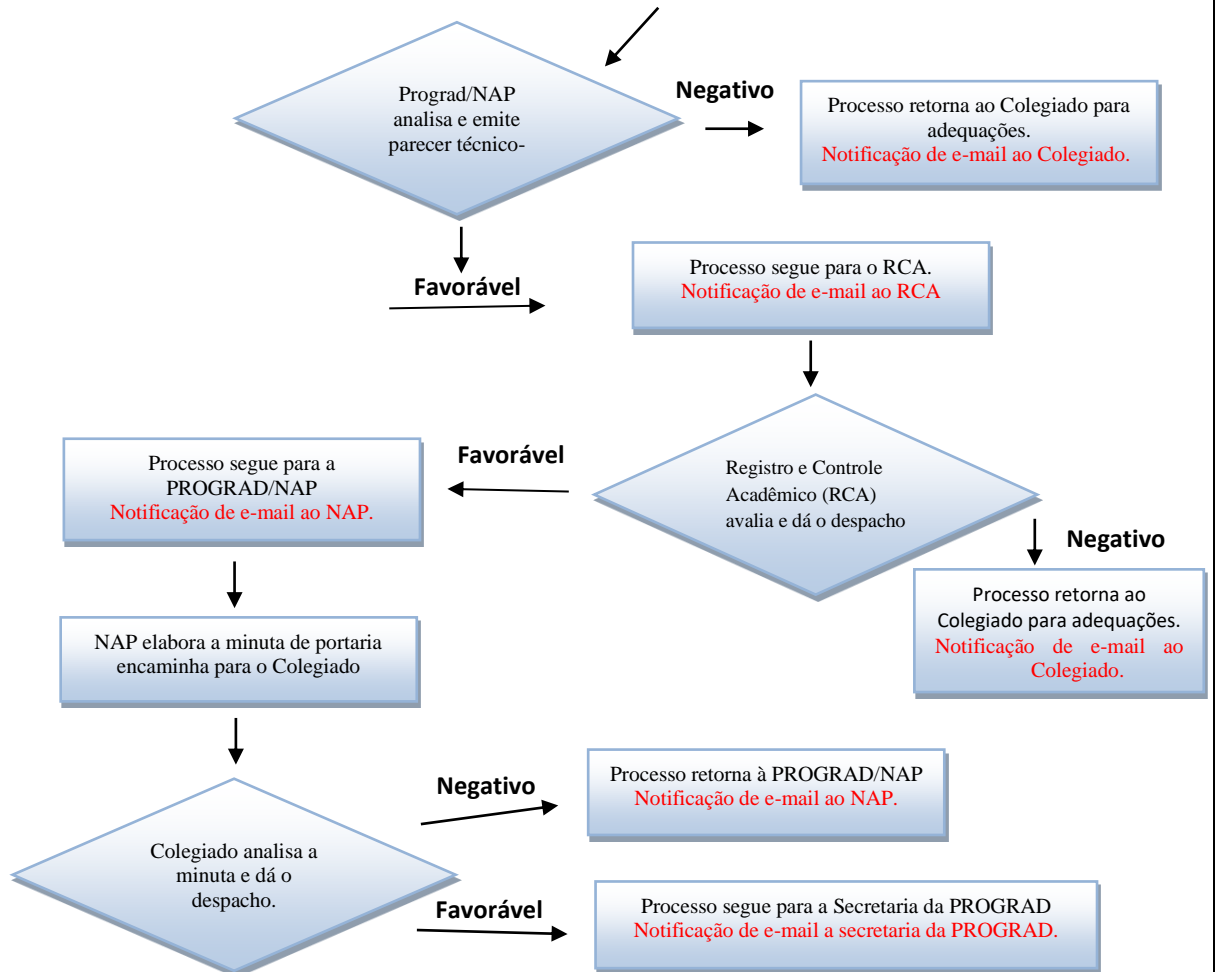 Prograd/NAP
analisa e emite
parecer técnico-
Negativo
Processo retorna ao Colegiado para
adequações.
Notificação de e-mail ao Colegiado.
Favorável
Processo segue para o RCA.
Notificação de e-mail ao RCA
Registro e Controle
Acadêmico (RCA)
avalia e dá o despacho
Favorável
Processo segue para a
PROGRAD/NAP
Notificação de e-mail ao NAP.
Negativo
Processo retorna ao
Colegiado para adequações.
Notificação de e-mail ao
Colegiado.
NAP elabora a minuta de portaria
encaminha para o Colegiado
Colegiado analisa a
minuta e dá o
despacho.
Negativo
Processo retorna à PROGRAD/NAP
Notificação de e-mail ao NAP.
Favorável
Processo segue para a Secretaria da PROGRAD
Notificação de e-mail a secretaria da PROGRAD.